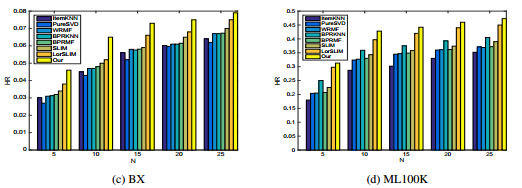 0.08
0.07
0.06
0.05
0.04
0.03
0.02
0.01
0
HR
ItemKNN
PureSVD
WRMF
BPRKNN
BPRMF
SLIM
LorSLIM
Our
5 10 15 20 25
N
(c) BX
0.5
0.45
0.4
0.35
0.3
0.25
0.2
0.15
0.1
0.05
0
HR
ItemKNN
PureSVD
WRMF
BPRKNN
BPRMF
SLIM
LorSLIM
Our
5 10 15 20 25
N
(d) ML100K